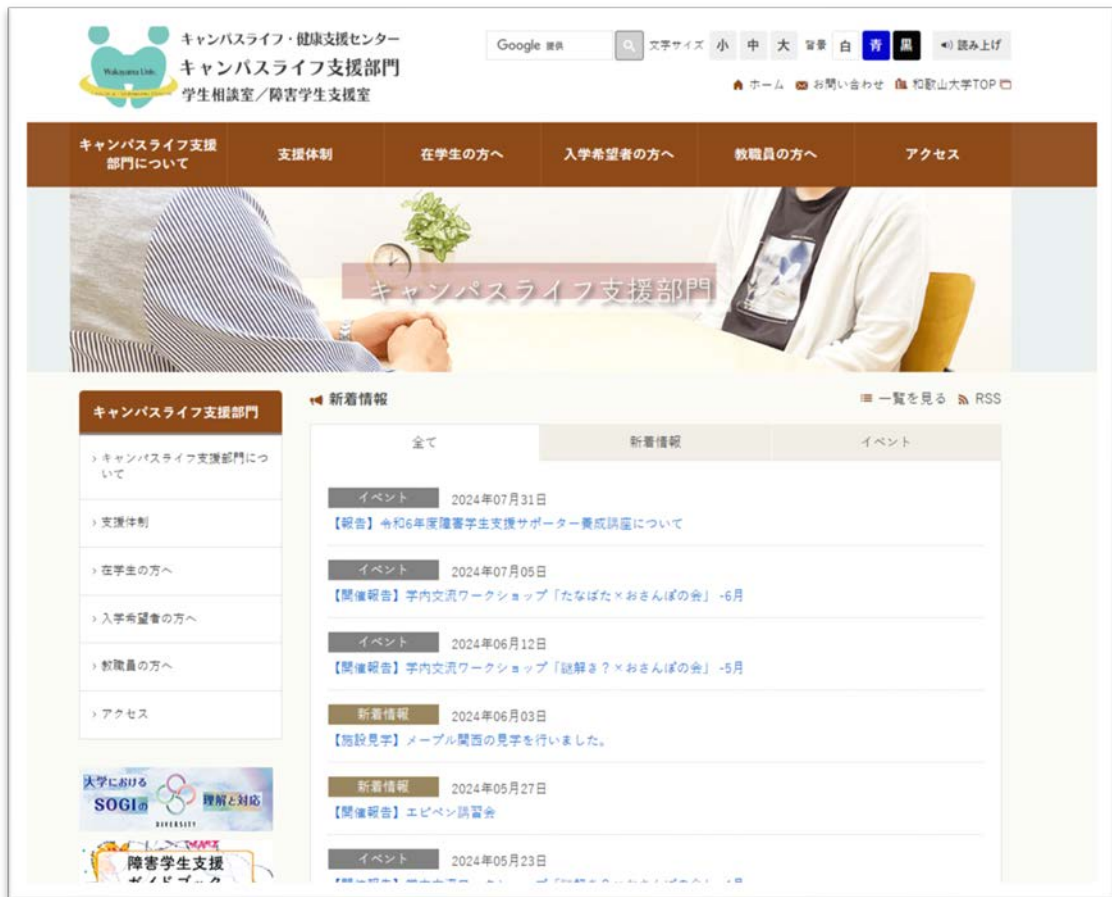 Wakayama Univ.
キャンパスライフ・健康支援センター
キャンパスライフ支援部門
学生相談室／障害学生支援室
Google 提供
文字サイズ 小 中 大 背景 白 青 黒 読み上げ
ホーム お問い合わせ 和歌山大学TOP
キャンパスライフ支援
部門について
支援体制
在学生の方へ
入学希望者の方へ
教職員の方へ
アクセス
キャンパスライフ支援部門
キャンパスライフ支援部門
キャンパスライフ支援部門につ
いて
支援体制
在学生の方へ
入学希望者の方へ
教職員の方へ
アクセス
大学における
SOGIの 理解と対応
DIVERSITY
障害学生支援
ガイドブック
新着情報
一覧を見る RSS
全て 新着情報 イベント
イベント 2024年07月31日
【報告】令和6年度障害学生支援サポーター養成講座について
イベント 2024年07月05日
【開催報告】学内交流ワークショップ「たなばた×おさんぽの会」 -6月
イベント 2024年06月12日
【開催報告】学内交流ワークショップ「謎解き？×おさんぽの会」 -5月
新着情報 2024年06月03日
【施設見学】メープル関西の見学を行いました。
新着情報 2024年05月27日
【開催報告】エピペン講習会
イベント 2024年05月23日